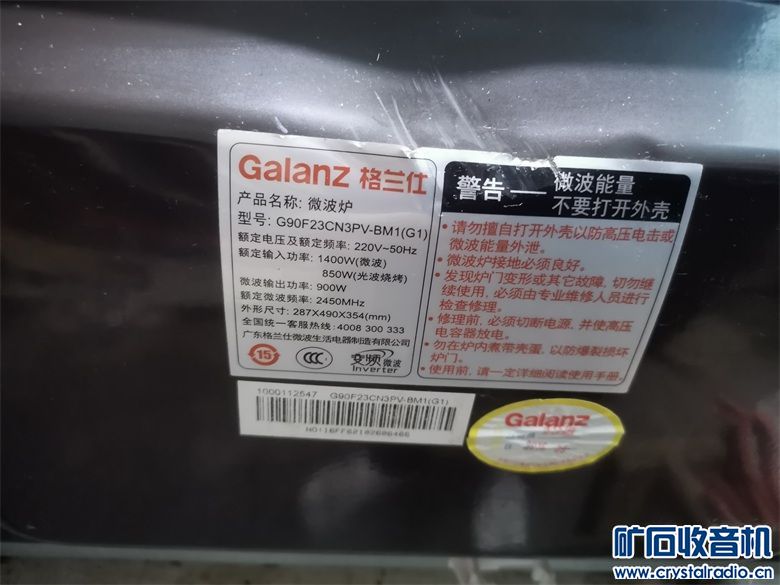 Galanz 格兰仕
产品名称: 微波炉
型号: G90F23CN3PV-BM1(G1)
额定电压及额定频率: 220V~50Hz
额定输入功率: 1400W(微波)
850W(光波烧烤)
微波输出功率: 900W
额定微波频率: 2450MHz
外形尺寸: 287X490X354(mm)
全国统一客服热线: 4008 300 333
广东格兰仕微波生活电器制造有限公司
15
CCC
变频微波
Inverter
警告——微波能量
不要打开外壳
·请勿擅自打开外壳以防高压电击或
微波能量外泄。
·微波炉接地必须良好。
·发现炉门变形或其它故障, 切勿继
续使用, 必须由专业维修人员进行
检查修理。
·修理前, 必须切断电源, 并使高压
电容器放电。
·勿在炉内煮带壳蛋, 以防爆裂损坏
炉门。
·使用前, 请一定详细阅读使用手册.
1000112547 G90F23CN3PV-BM1(G1)
Galanz
矿石收音机
www.crystalradio.cn